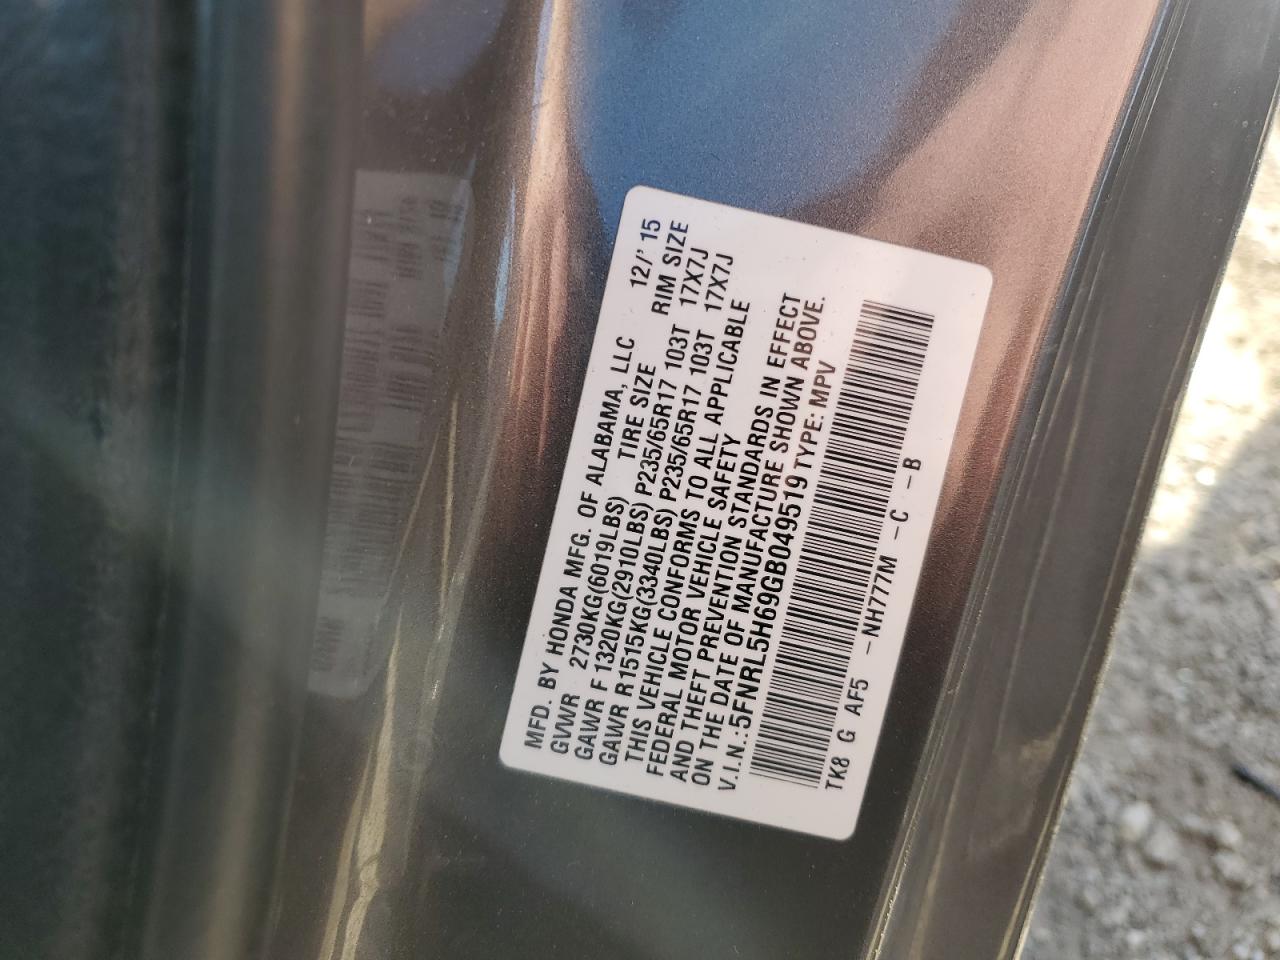 MFD. BY HONDA MFG. OF ALABAMA, LLC 12/' 15
GVWR 2730KG(6019LBS) TIRE SIZE RIM SIZE
GAWR F 1320KG(2910LBS) P235/65R17 103T 17X7J
GAWR R 1515KG(3340LBS) P235/65R17 103T 17X7J
THIS VEHICLE CONFORMS TO ALL APPLICABLE
FEDERAL MOTOR VEHICLE SAFETY
AND THEFT PREVENTION STANDARDS IN EFFECT
ON THE DATE OF MANUFACTURE SHOWN ABOVE.
V.I.N.: 5FNRL5H69GB049519 TYPE: MPV
TK8 G AF5 -NH777M -C -B